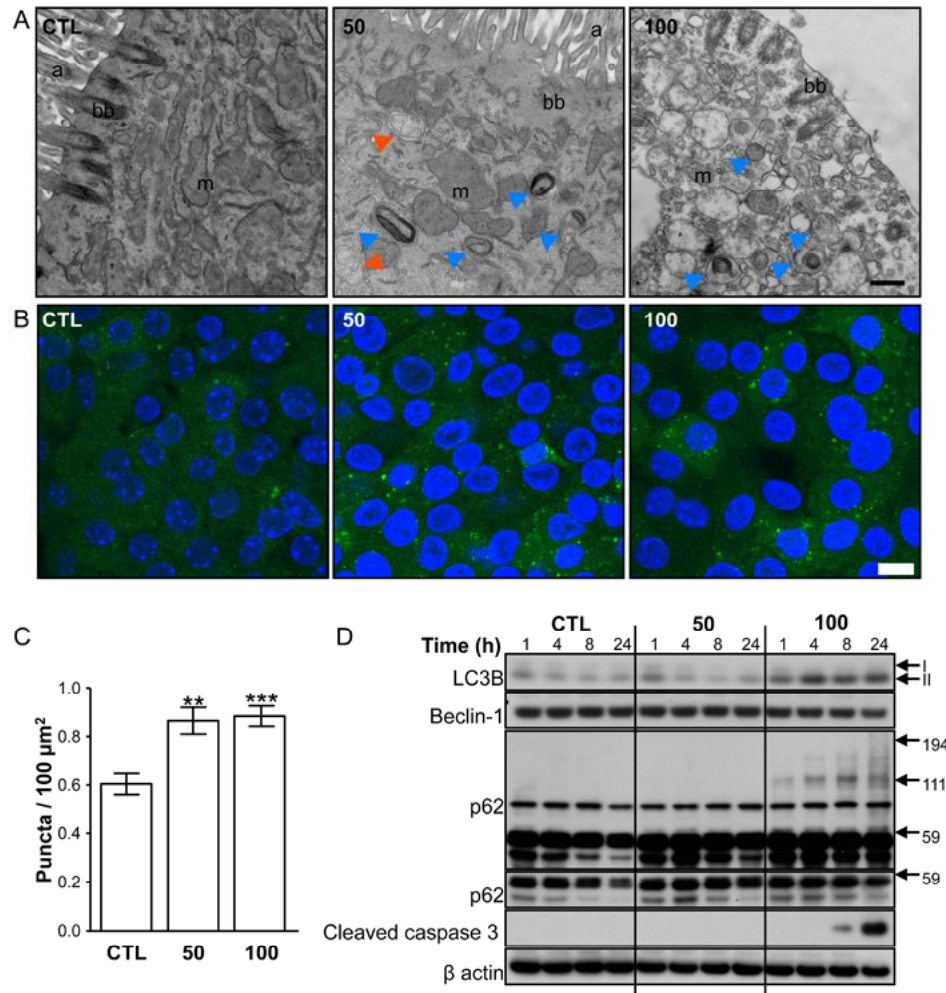 A
CTL
a
bb
m
50
a
bb
m
100
bb
m
B
CTL
50
100
C
Puncta / 100 µm²
1.0
0.8
0.6
0.4
0.2
0.0
**
***
CTL
50
100
D
CTL
50
100
Time (h)
1 4 8 24 1 4 8 24 1 4 8 24
LC3B
I
II
Beclin-1
194
111
p62
59
59
p62
Cleaved caspase 3
β actin